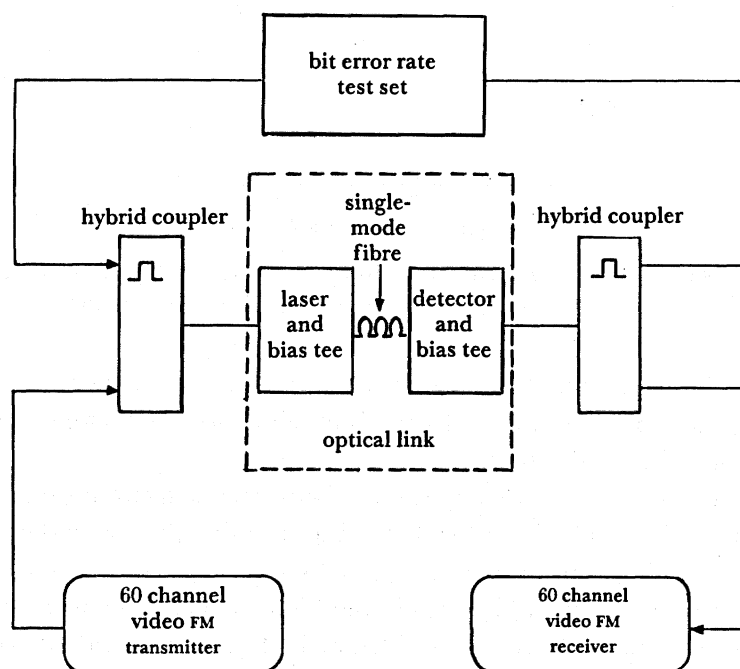 bit error rate
test set
hybrid coupler
single-
mode
fibre
hybrid coupler
laser
and
bias tee
detector
and
bias tee
optical link
60 channel
video FM
transmitter
60 channel
video FM
receiver